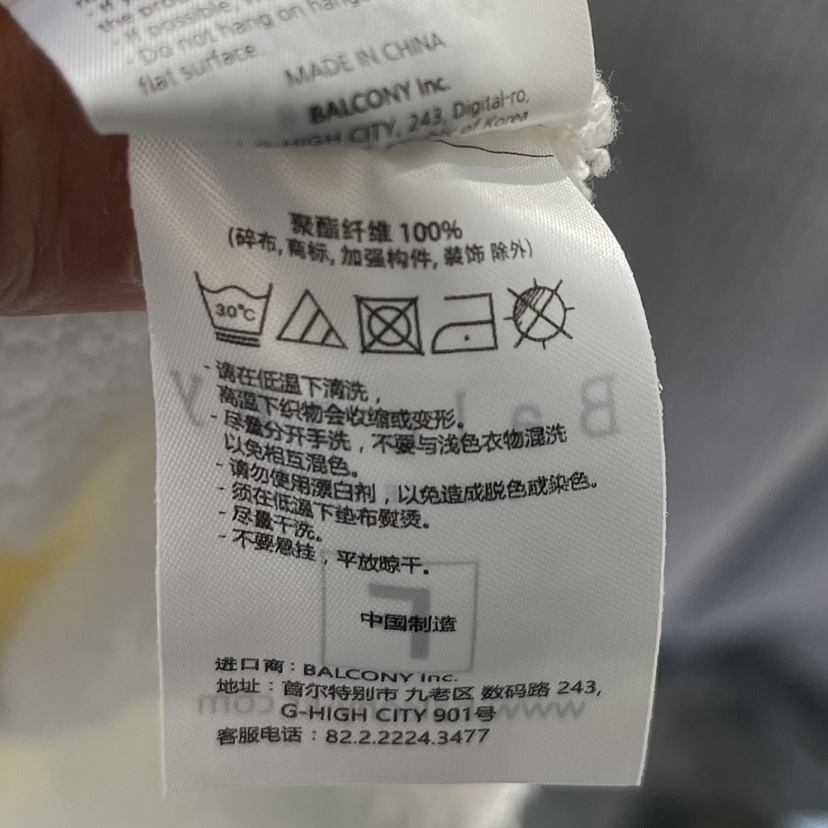 the pro
- If possible,
- Do not hang on hange
flat surface.
MADE IN CHINA
BALCONY Inc.
G-HIGH CITY, 243, Digital-ro,
of Korea
聚酯纤维 100%
(碎布, 商标, 加强构件, 装饰 除外)
30°C
- 请在低温下清洗，
高温下织物会收缩或变形。
- 尽量分开手洗，不要与浅色衣物混洗
以免相互混色。
- 请勿使用漂白剂，以免造成脱色或染色。
- 须在低温下垫布熨烫。
- 尽量干洗。
- 不要悬挂，平放晾干。
中国制造
进口商：BALCONY Inc.
地址：首尔特别市 九老区 数码路 243,
G-HIGH CITY 901号
客服电话：82.2.2224.3477